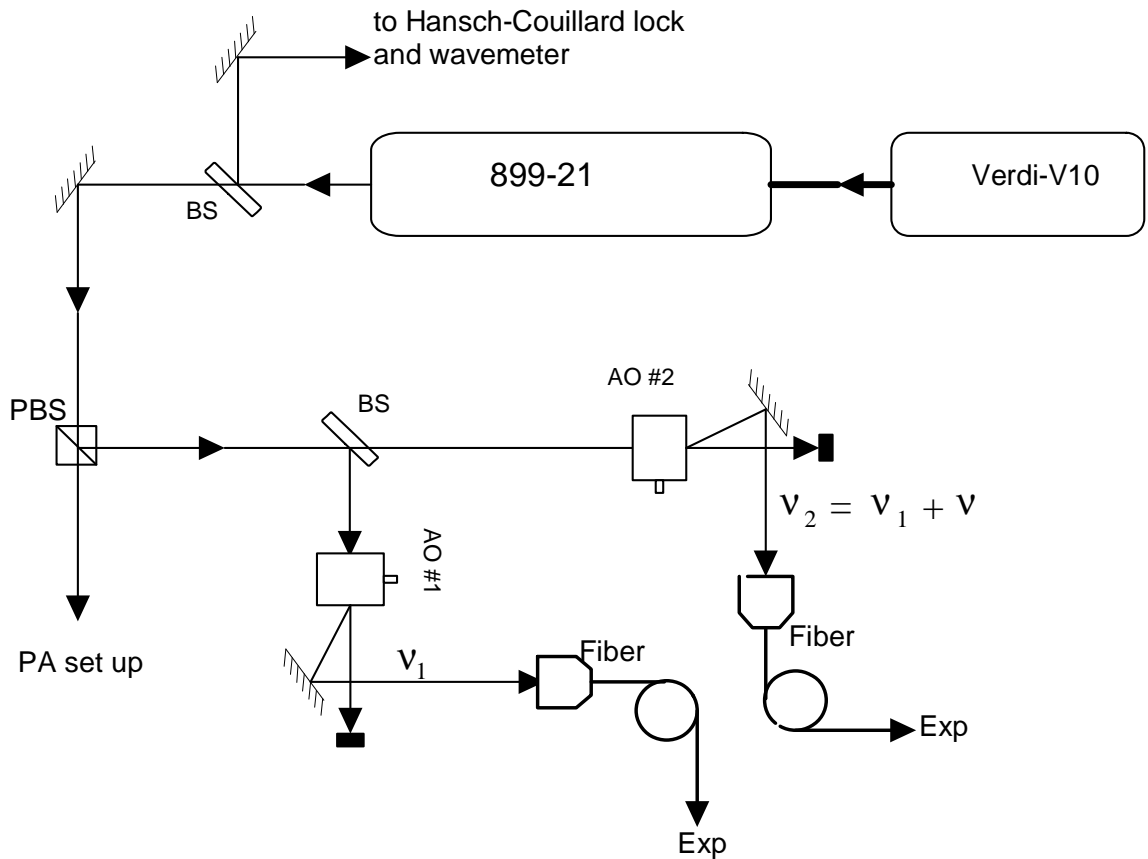 to Hansch-Couillard lock
and wavemeter
899-21
Verdi-V10
BS
AO #2
PBS
BS
ν₂ = ν₁ + ν
AO #1
Fiber
PA set up
ν₁
Fiber
Exp
Exp